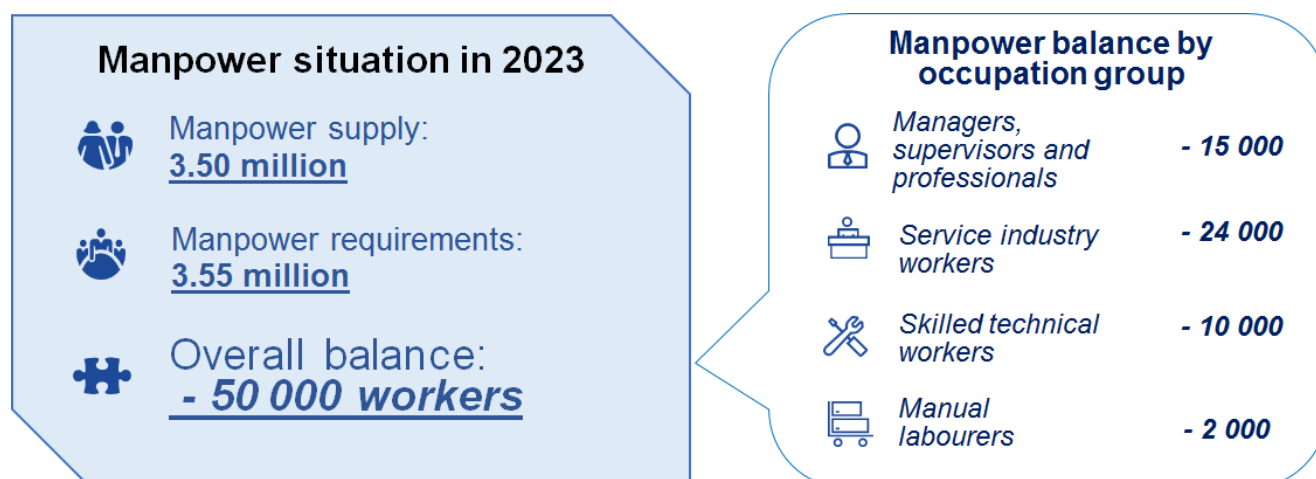 Manpower situation in 2023
Manpower supply:
3.50 million
Manpower requirements:
3.55 million
Overall balance:
- 50 000 workers
Manpower balance by
occupation group
Managers,
supervisors and
professionals
- 15 000
Service industry
workers
- 24 000
Skilled technical
workers
- 10 000
Manual
labourers
- 2 000